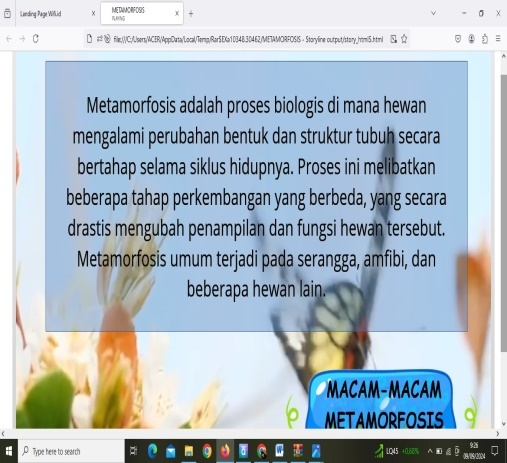 Landing Page Wifi.id
METAMORFOSIS
PLAYING
file:///C:/Users/ACER/AppData/Local/Temp/RarSEXa10348.30462/METAMORFOSIS - Storyline output/story_html5.html
Metamorfosis adalah proses biologis di mana hewan
mengalami perubahan bentuk dan struktur tubuh secara
bertahap selama siklus hidupnya. Proses ini melibatkan
beberapa tahap perkembangan yang berbeda, yang secara
drastis mengubah penampilan dan fungsi hewan tersebut.
Metamorfosis umum terjadi pada serangga, amfibi, dan
beberapa hewan lain.
MACAM-MACAM
METAMORFOSIS
Type here to search
LQ45 +0,68%
9:26
09/09/2024